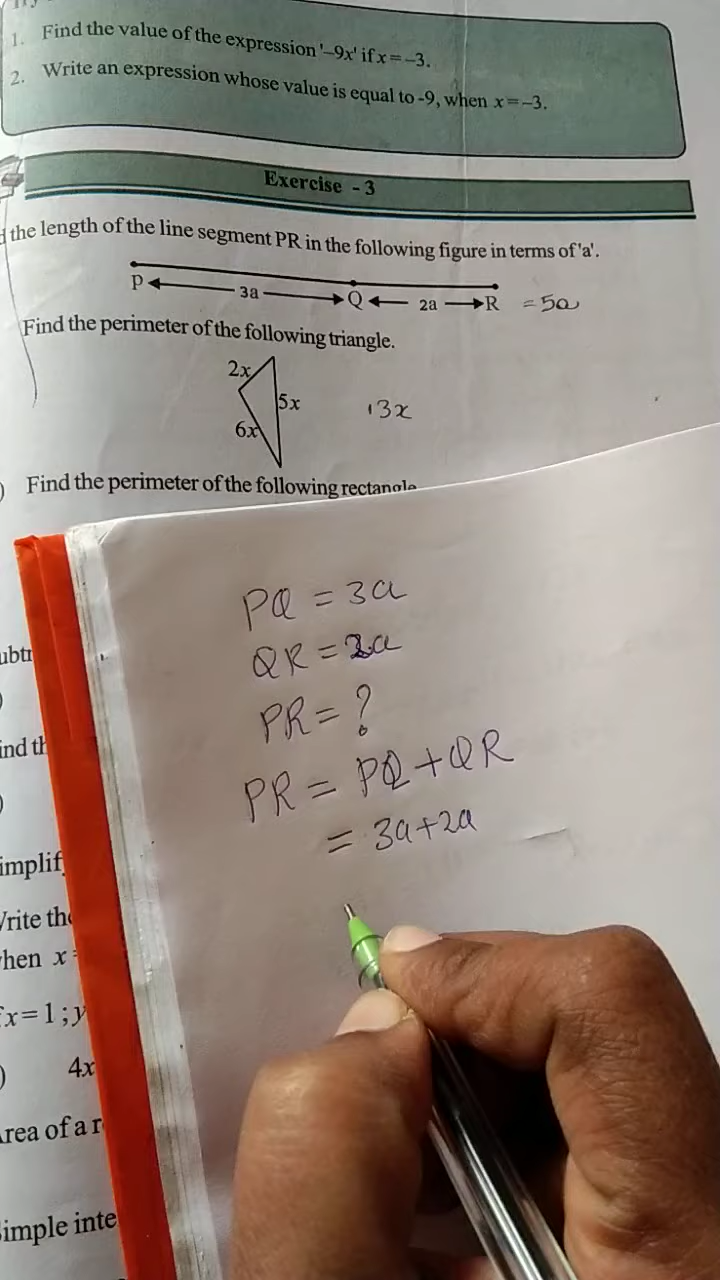 1. Find the value of the expression '–9x' if x = –3.
2. Write an expression whose value is equal to -9, when x = –3.
Exercise - 3
the length of the line segment PR in the following figure in terms of 'a'.
P 3a Q 2a R = 5a
Find the perimeter of the following triangle.
2x
5x 13x
6x
) Find the perimeter of the following rectangle
PQ = 3a
QR = 2a
ubtr
PR = ?
ind th
PR = PQ + QR
= 3a+2a
implif
rite the
hen x =
x = 1 ; y
) 4x
rea of a r
imple inte